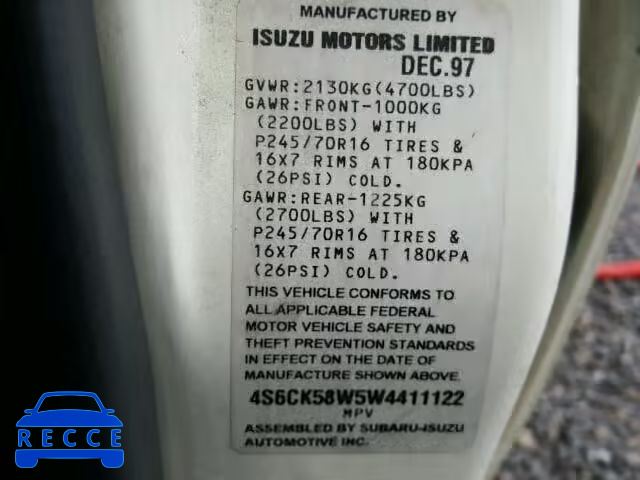 MANUFACTURED BY
ISUZU MOTORS LIMITED
DEC.97
GVWR:2130KG(4700LBS)
GAWR:FRONT-1000KG
(2200LBS) WITH
P245/70R16 TIRES &
16X7 RIMS AT 180KPA
(26PSI) COLD.
GAWR:REAR-1225KG
(2700LBS) WITH
P245/70R16 TIRES &
16X7 RIMS AT 180KPA
(26PSI) COLD.
THIS VEHICLE CONFORMS TO
ALL APPLICABLE FEDERAL
MOTOR VEHICLE SAFETY AND
THEFT PREVENTION STANDARDS
IN EFFECT ON THE DATE OF
MANUFACTURE SHOWN ABOVE.
4S6CK58W5W4411122
MPV
ASSEMBLED BY SUBARU-ISUZU
AUTOMOTIVE INC.
RECCE